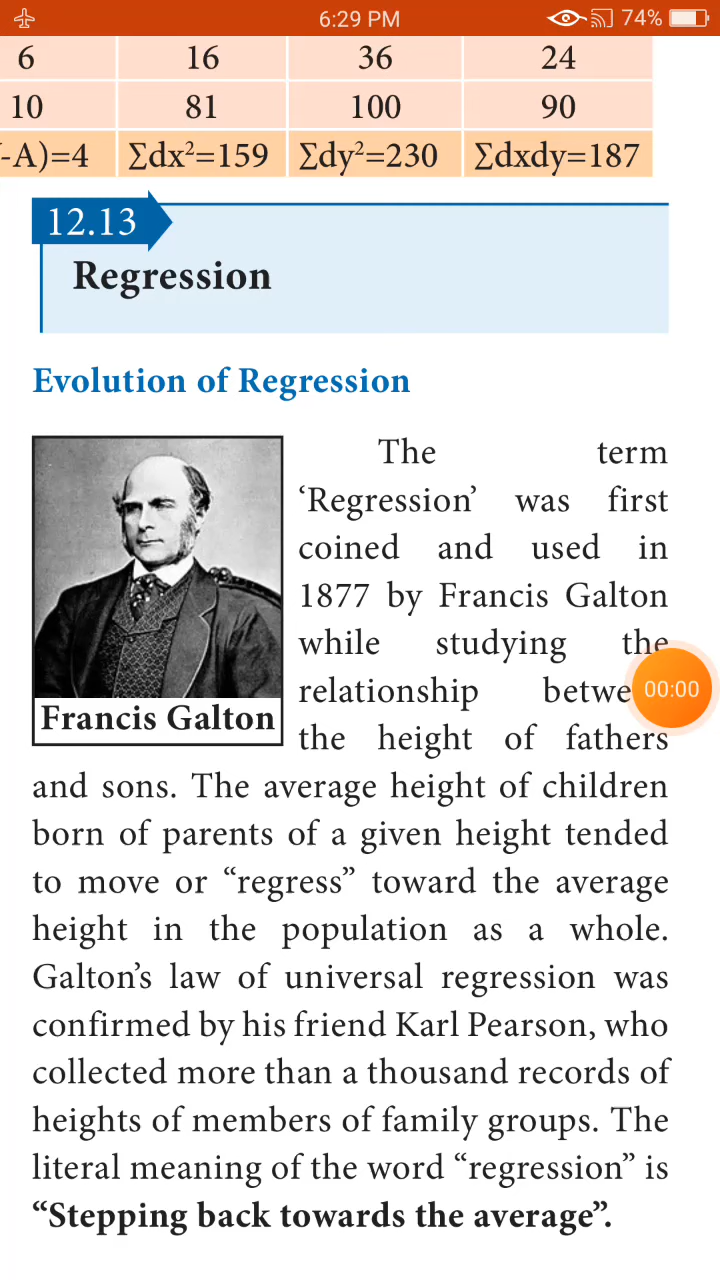 6:29 PM 74%
6 16 36 24
10 81 100 90
-A)=4 ∑dx²=159 ∑dy²=230 ∑dxdy=187
12.13
Regression
Evolution of Regression
The term
‘Regression’ was first
coined and used in
1877 by Francis Galton
while studying the
relationship betwe
00:00
the height of fathers
Francis Galton
and sons. The average height of children
born of parents of a given height tended
to move or “regress” toward the average
height in the population as a whole.
Galton’s law of universal regression was
confirmed by his friend Karl Pearson, who
collected more than a thousand records of
heights of members of family groups. The
literal meaning of the word “regression” is
“Stepping back towards the average”.